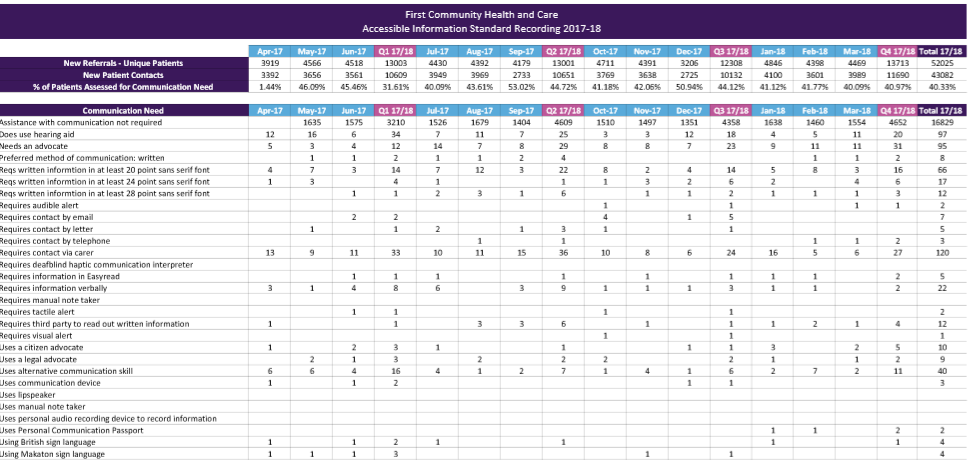 First Community Health and Care
Accessible Information Standard Recording 2017-18
Apr-17 May-17 Jun-17 Q1 17/18 Jul-17 Aug-17 Sep-17 Q2 17/18 Oct-17 Nov-17 Dec-17 Q3 17/18 Jan-18 Feb-18 Mar-18 Q4 17/18 Total 17/18
New Referrals - Unique Patients 3919 4566 4518 13003 4430 4392 4179 13001 4711 4391 3206 12308 4846 4398 4469 13713 52025
New Patient Contacts 3392 3656 3561 10609 3949 3969 2733 10651 3769 3638 2725 10132 4100 3601 3989 11690 43082
% of Patients Assessed for Communication Need 1.44% 46.09% 45.46% 31.61% 40.09% 43.61% 53.02% 44.72% 41.18% 42.06% 50.94% 44.12% 41.12% 41.77% 40.09% 40.97% 40.33%
Communication Need Apr-17 May-17 Jun-17 Q1 17/18 Jul-17 Aug-17 Sep-17 Q2 17/18 Oct-17 Nov-17 Dec-17 Q3 17/18 Jan-18 Feb-18 Mar-18 Q4 17/18 Total 17/18
Assistance with communication not required 1635 1575 3210 1526 1679 1404 4609 1510 1497 1351 4358 1638 1460 1554 4652 16829
Does use hearing aid 12 16 6 34 7 11 7 25 3 3 12 18 4 5 11 20 97
Needs an advocate 5 3 4 12 14 7 8 29 8 8 7 23 9 11 11 31 95
Preferred method of communication: written 1 1 2 1 1 2 4 1 1 2 8
Reqs written informtion in at least 20 point sans serif font 4 7 3 14 7 12 3 22 8 2 4 14 5 8 3 16 66
Reqs written informtion in at least 24 point sans serif font 1 3 4 1 1 1 3 2 6 2 4 6 17
Reqs written informtion in at least 28 point sans serif font 1 1 2 3 1 6 1 1 2 1 1 1 3 12
Requires audible alert 1 1 1 1 2
Requires contact by email 2 2 4 1 5 7
Requires contact by letter 1 1 2 1 3 1 1 5
Requires contact by telephone 1 1 1 1 2 3
Requires contact via carer 13 9 11 33 10 11 15 36 10 8 6 24 16 5 6 27 120
Requires deafblind haptic communication interpreter
Requires information in Easyread 1 1 1 1 1 1 1 1 2 5
Requires information verbally 3 1 4 8 6 3 9 1 1 1 3 1 1 2 22
Requires manual note taker
Requires tactile alert 1 1 1 1 2
Requires third party to read out written information 1 1 3 3 6 1 1 1 2 1 4 12
Requires visual alert 1 1 1
Uses a citizen advocate 1 2 3 1 1 1 1 3 2 5 10
Uses a legal advocate 2 1 3 2 2 2 2 1 1 2 9
Uses alternative communication skill 6 6 4 16 4 1 2 7 1 4 1 6 2 7 2 11 40
Uses communication device 1 1 2 1 1 3
Uses lipspeaker
Uses manual note taker
Uses personal audio recording device to record information
Uses Personal Communication Passport 1 1 2 2
Using British sign language 1 1 2 1 1 1 1 4
Using Makaton sign language 1 1 1 3 1 1 4